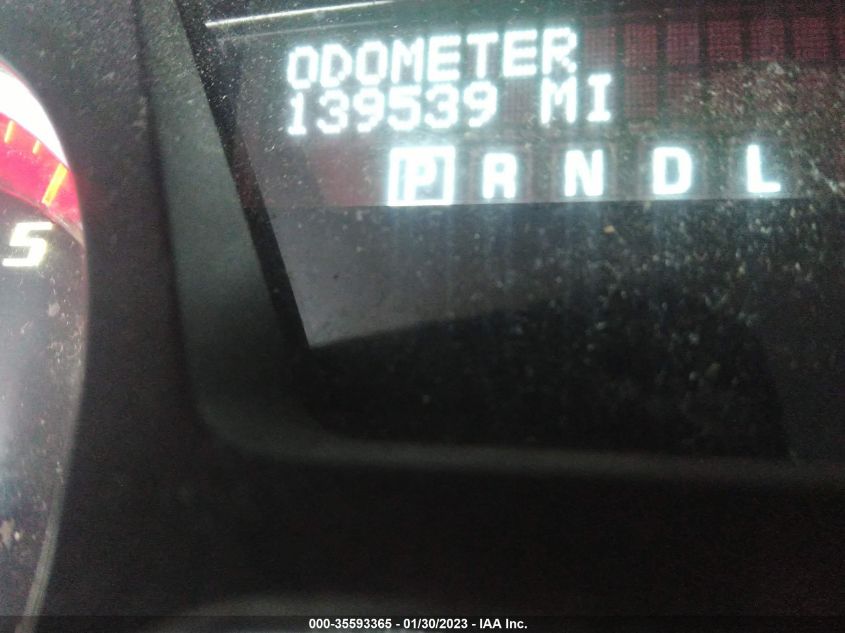 ODOMETER
139539 MI
P R N D L
5
000-35593365 - 01/30/2023 - IAA Inc.